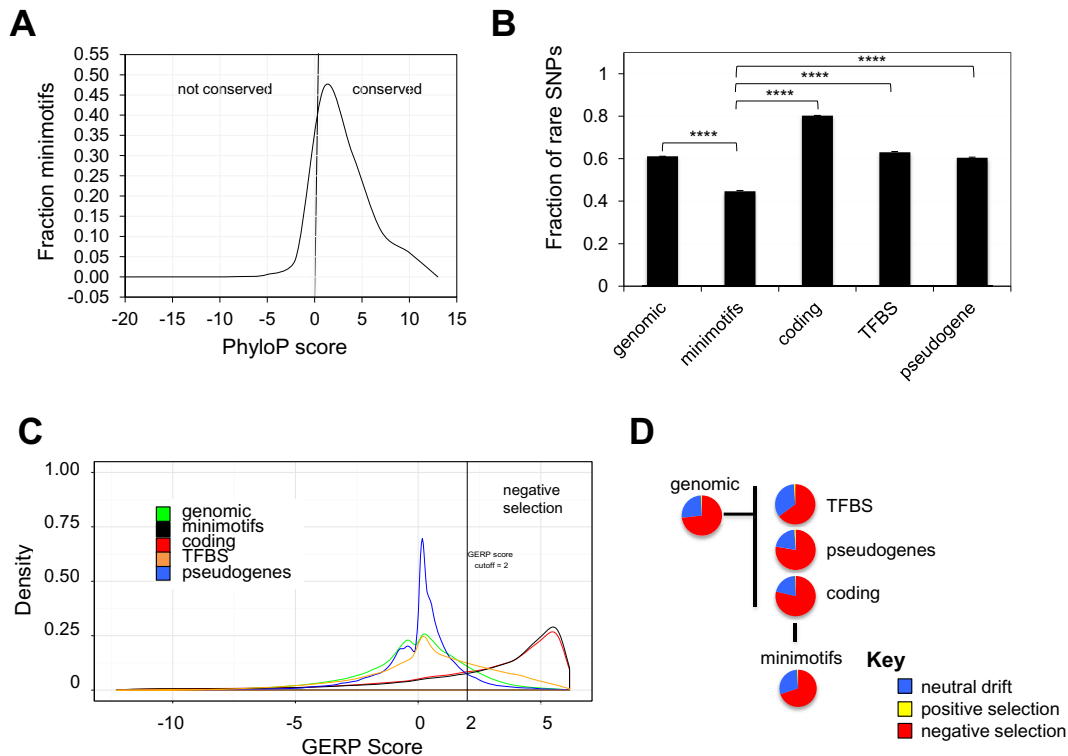 A
0.55
0.50
0.45
0.40
0.35
0.30
0.25
0.20
0.15
0.10
0.05
0.00
-0.05
Fraction minimotifs
not conserved
conserved
-20
-15
-10
-5
0
5
10
15
PhyloP score
B
1
0.8
0.6
0.4
0.2
0
Fraction of rare SNPs
****
****
****
****
genomic
minimotifs
coding
TFBS
pseudogene
C
1.00
0.75
0.50
0.25
0
Density
genomic
minimotifs
coding
TFBS
pseudogenes
negative
selection
GERP score
cutoff = 2
-10
-5
0
2
5
GERP Score
D
genomic
TFBS
pseudogenes
coding
minimotifs
Key
neutral drift
positive selection
negative selection